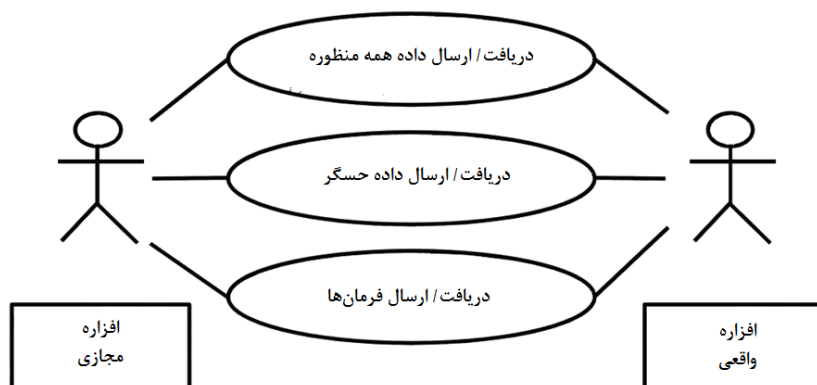 دریافت / ارسال داده همه منظوره
دریافت / ارسال داده حسگر
دریافت / ارسال فرمان‌ها
افزاره
واقعی
افزاره
مجازی